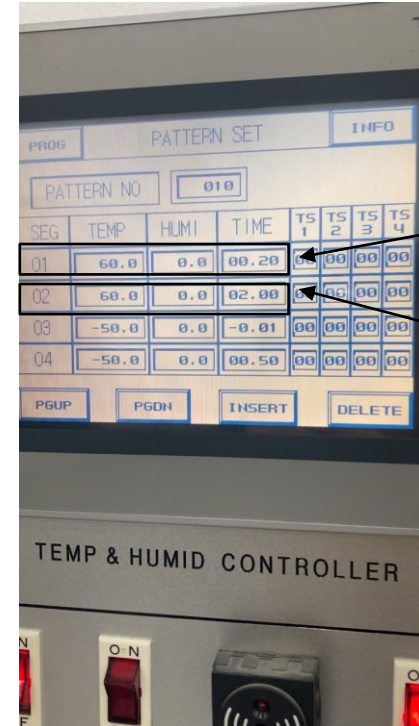 PROG PATTERN SET INFO
PATTERN NO 010
SEG TEMP HUMI TIME TS 1 TS 2 TS 3 TS 4
01 60.0 0.0 00.20 00 00 00 00
02 60.0 0.0 02.00 00 00 00 00
03 -50.0 0.0 -0.01 00 00 00 00
04 -50.0 0.0 00.50 00 00 00 00
PGUP PGDN INSERT DELETE
TEMP & HUMID CONTROLLER
N ON O
F